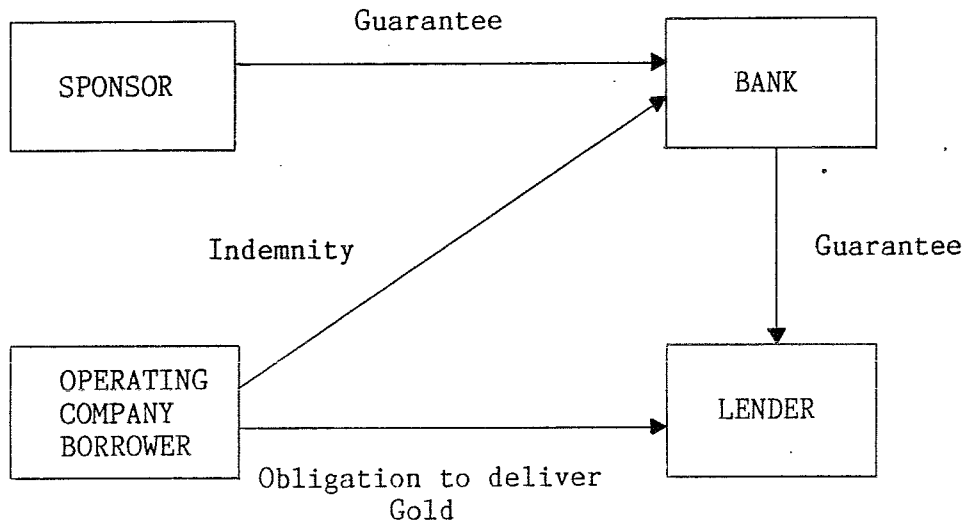 Guarantee
SPONSOR
BANK
Indemnity
Guarantee
OPERATING
COMPANY
BORROWER
LENDER
Obligation to deliver
Gold